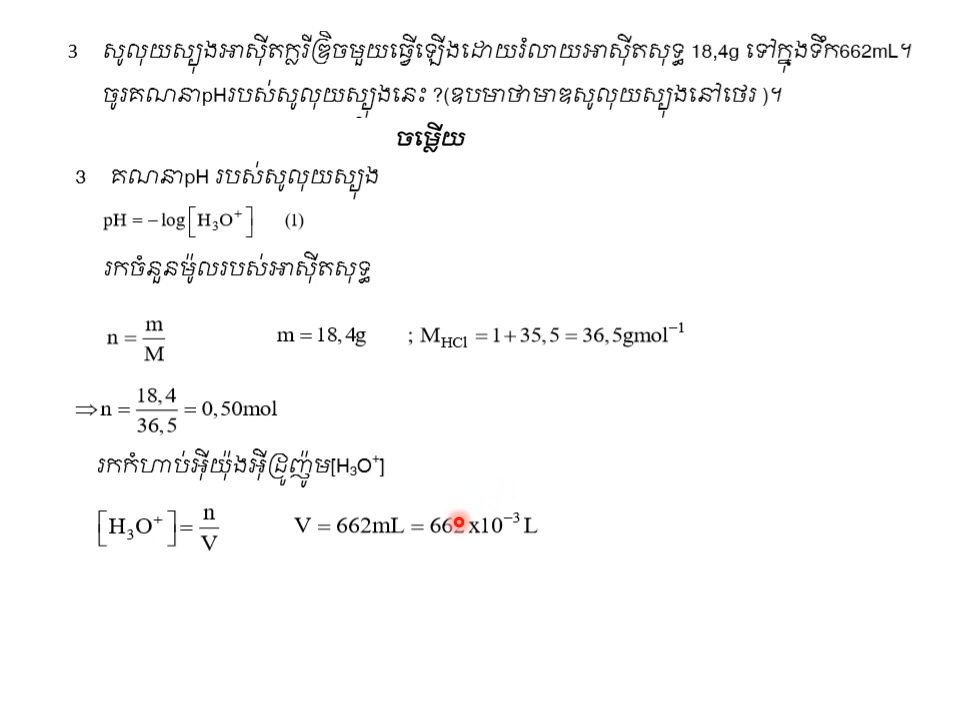 3 សូលុយស្យុងអាស៊ីតក្លរីឌ្រិចមួយធ្វើឡើងដោយរំលាយអាស៊ីតសុទ្ធ 18,4g ទៅក្នុងទឹក662mL។
ចូរគណនាpHរបស់សូលុយស្យុងនេះ ?(ឧបមាថាមាឌសូលុយស្យុងនៅថេរ )។
ចម្លើយ
3 គណនាpH របស់សូលុយស្យុង
pH = −log[H₃O⁺] (1)
រកចំនួនម៉ូលរបស់អាស៊ីតសុទ្ធ
n = m/M m = 18,4g ; M_HCl = 1+35,5 = 36,5gmol⁻¹
⇒ n = 18,4/36,5 = 0,50mol
រកកំហាប់អ៊ីយ៉ុងអ៊ីដ្រូញ៉ូម[H₃O⁺]
[H₃O⁺] = n/V V = 662mL = 662x10⁻³L